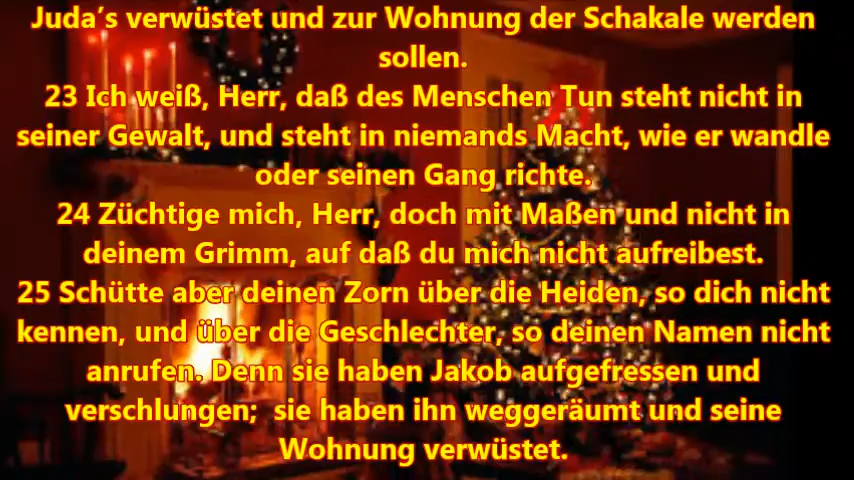 Juda’s verwüstet und zur Wohnung der Schakale werden
sollen.
23 Ich weiß, Herr, daß des Menschen Tun steht nicht in
seiner Gewalt, und steht in niemands Macht, wie er wandle
oder seinen Gang richte.
24 Züchtige mich, Herr, doch mit Maßen und nicht in
deinem Grimm, auf daß du mich nicht aufreibest.
25 Schütte aber deinen Zorn über die Heiden, so dich nicht
kennen, und über die Geschlechter, so deinen Namen nicht
anrufen. Denn sie haben Jakob aufgefressen und
verschlungen; sie haben ihn weggeräumt und seine
Wohnung verwüstet.